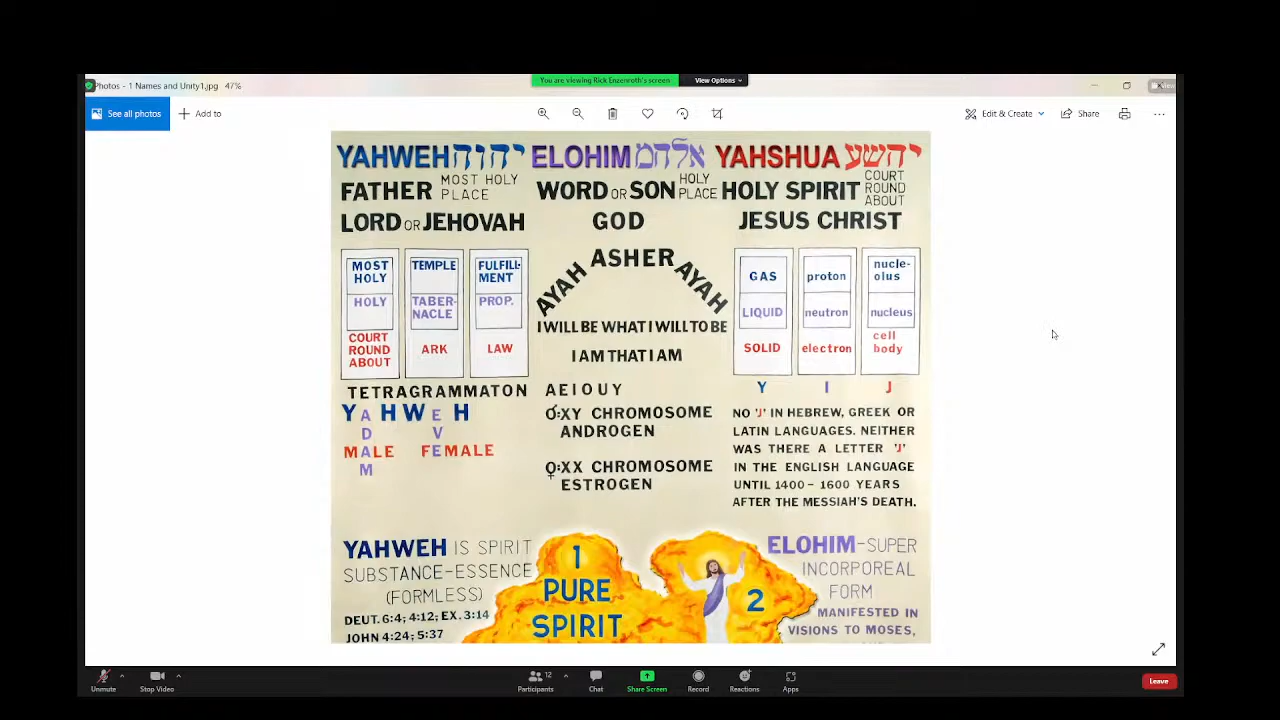 You are viewing Rick Enzenroth's screen View Options
Photos - 1 Names and Unity1.jpg 47%
See all photos Add to Edit & Create Share
YAHWEH יהוה ELOHIM אלהמ YAHSHUA יהשע
FATHER MOST HOLY PLACE WORD OR SON HOLY PLACE HOLY SPIRIT COURT ROUND ABOUT
LORD OR JEHOVAH GOD JESUS CHRIST
MOST HOLY TEMPLE FULFILL-MENT
HOLY TABER-NACLE PROP.
COURT ROUND ABOUT ARK LAW
AYAH ASHER AYAH
I WILL BE WHAT I WILL TO BE
I AM THAT I AM
GAS proton nucle-olus
LIQUID neutron nucleus
SOLID electron cell body
TETRAGRAMMATON
YAHWEH
ADAM EVE
MALE FEMALE
A E I O U Y
♂:XY CHROMOSOME
ANDROGEN
♀:XX CHROMOSOME
ESTROGEN
Y I J
NO 'J' IN HEBREW, GREEK OR
LATIN LANGUAGES. NEITHER
WAS THERE A LETTER 'J'
IN THE ENGLISH LANGUAGE
UNTIL 1400 - 1600 YEARS
AFTER THE MESSIAH'S DEATH.
YAHWEH IS SPIRIT
SUBSTANCE-ESSENCE
(FORMLESS)
DEUT. 6:4; 4:12; EX. 3:14
JOHN 4:24; 5:37
1
PURE
SPIRIT
2
ELOHIM-SUPER
INCORPOREAL
FORM
MANIFESTED IN
VISIONS TO MOSES,
Unmute Stop Video Participants 12 Chat Share Screen Record Reactions Apps Leave